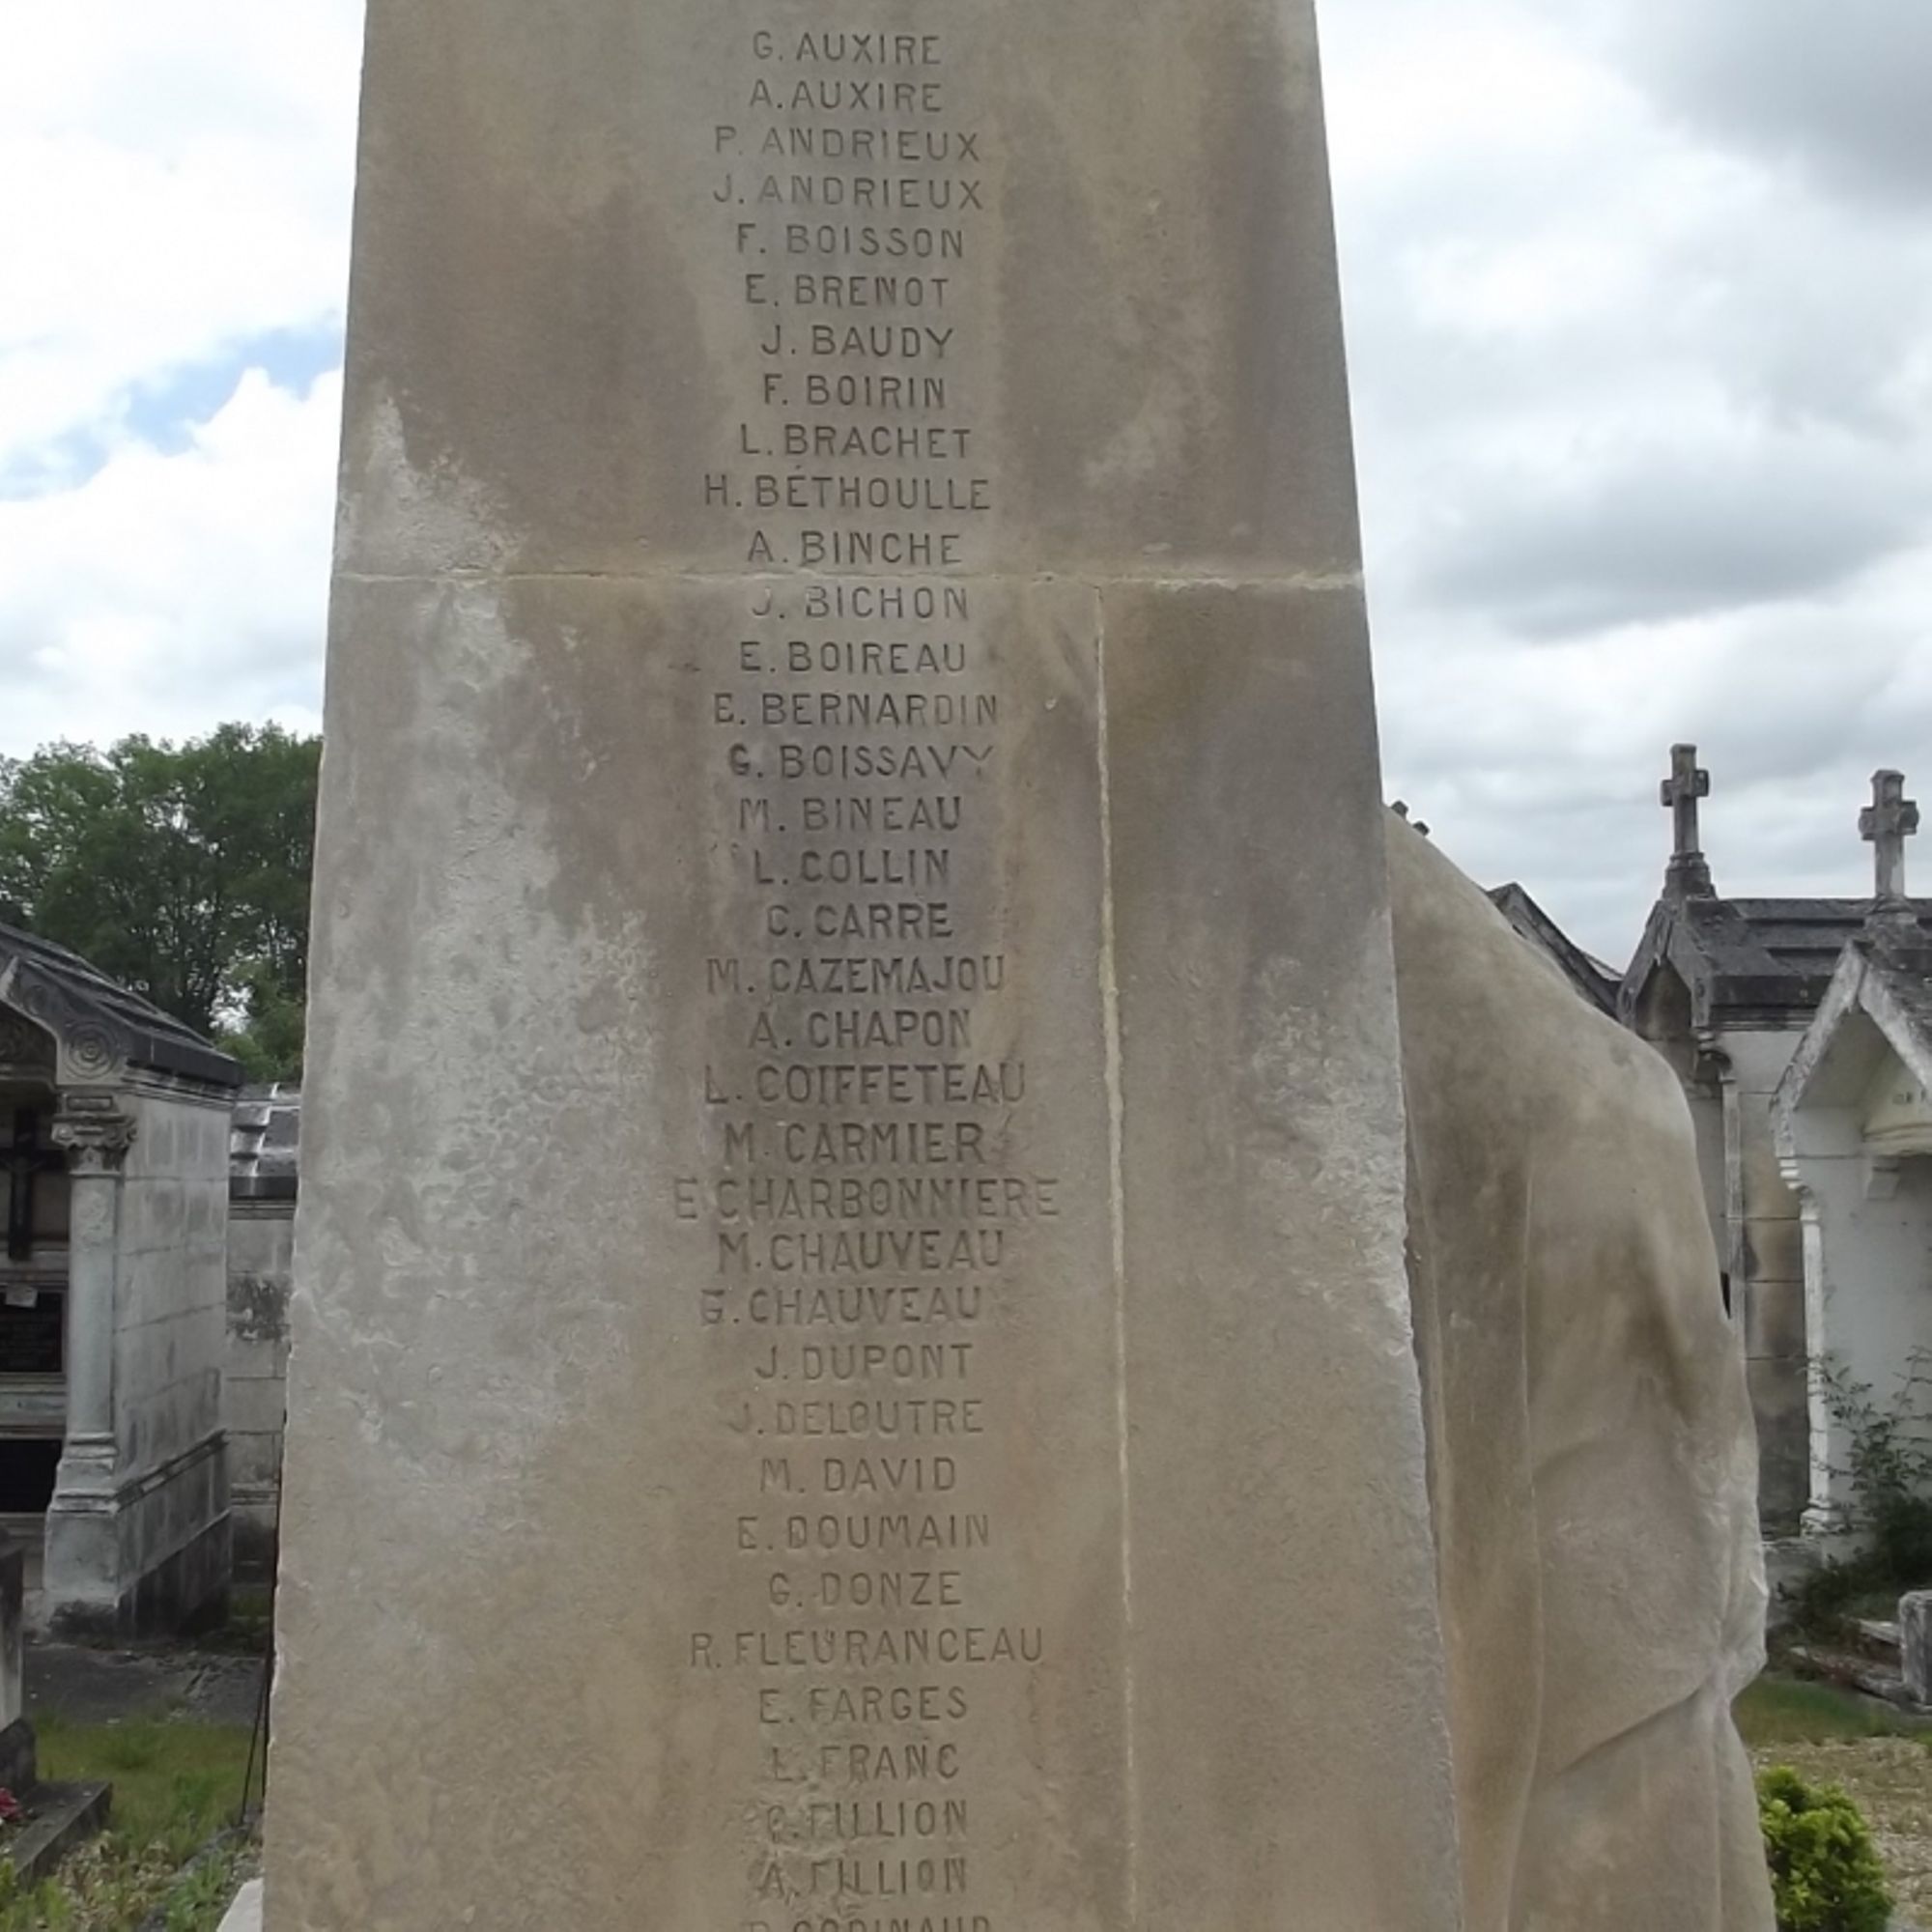 G. AUXIRE
A. AUXIRE
P. ANDRIEUX
J. ANDRIEUX
F. BOISSON
E. BRENOT
J. BAUDY
F. BOIRIN
L. BRACHET
H. BÉTHOULLE
A. BINCHE
J. BICHON
E. BOIREAU
E. BERNARDIN
G. BOISSAVY
M. BINEAU
L. COLLIN
C. CARRE
M. CAZEMAJOU
A. CHAPON
L. COIFFETEAU
M. CARMIER
E CHARBONNIERE
M. CHAUVEAU
G. CHAUVEAU
J. DUPONT
J. DELOUTRE
M. DAVID
E. DOUMAIN
G. DONZE
R. FLEURANCEAU
E. FARGES
L. FRANC
FILLION
A. FILLION